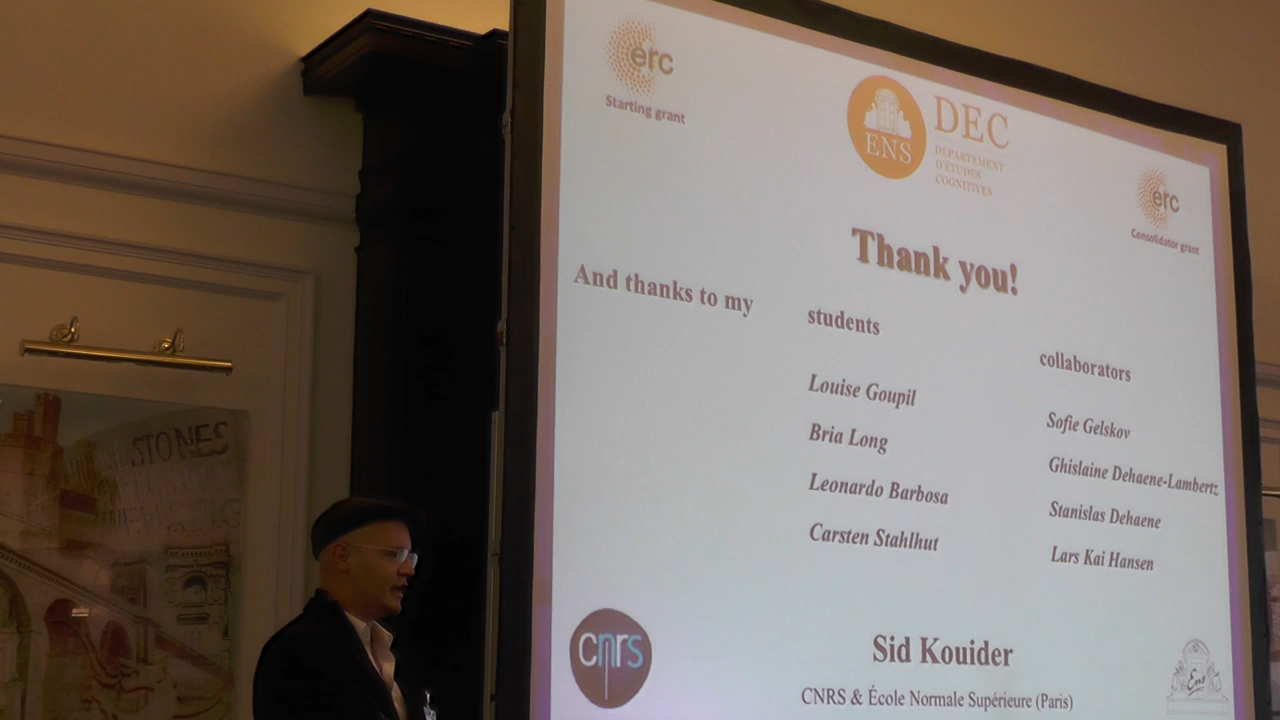 erc
Starting grant
ENS
DEC
DÉPARTEMENT
D'ÉTUDES
COGNITIVES
erc
Consolidator grant
Thank you!
And thanks to my
students
collaborators
Louise Goupil
Bria Long
Leonardo Barbosa
Carsten Stahlhut
Sofie Gelskov
Ghislaine Dehaene-Lambertz
Stanislas Dehaene
Lars Kai Hansen
cnrs
Sid Kouider
CNRS & École Normale Supérieure (Paris)
Ens
STONES